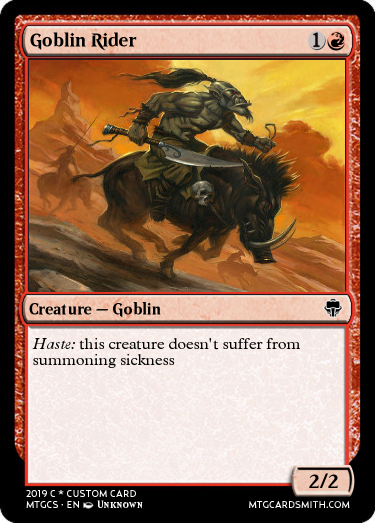 Goblin Rider 1
Creature — Goblin
Haste: this creature doesn't suffer from
summoning sickness
2/2
2019 C * CUSTOM CARD
MTGCS • EN Unknown
MTGCARDSMITH.COM